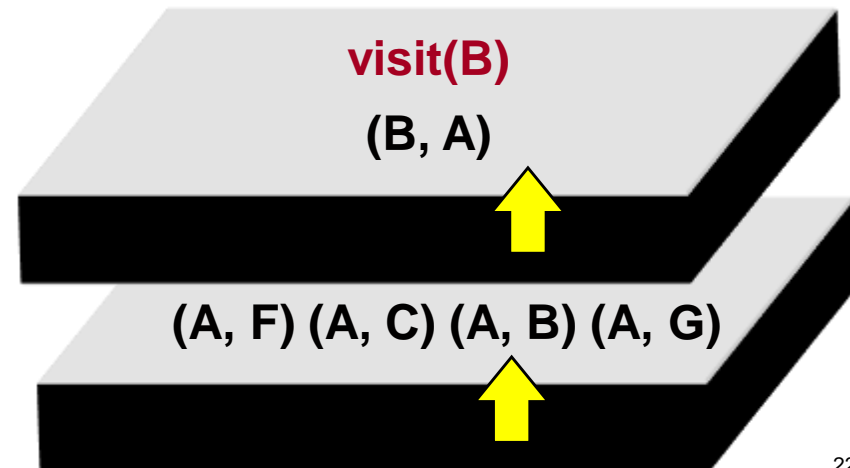 visit(B)
(B, A)
(A, F) (A, C) (A, B) (A, G)